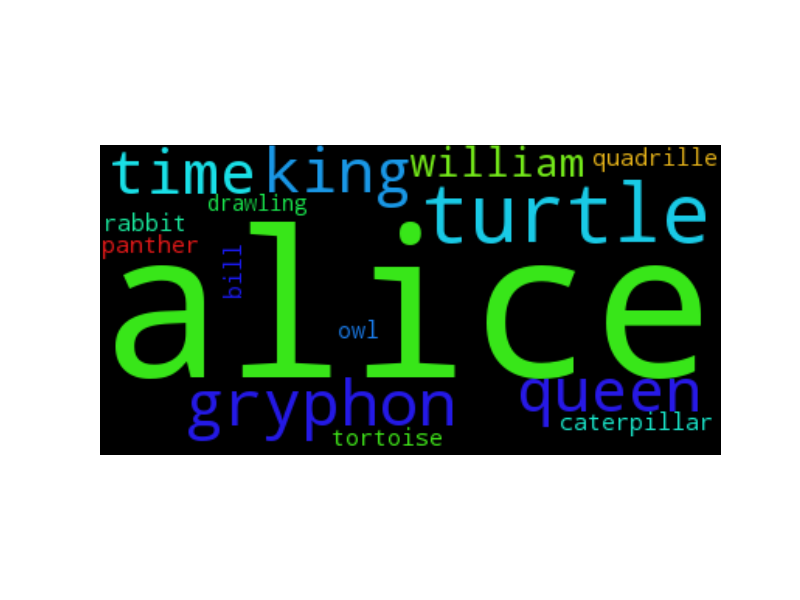 time king william quadrille
drawling turtle
rabbit
panther
bill
alice
owl
gryphon queen
caterpillar
tortoise